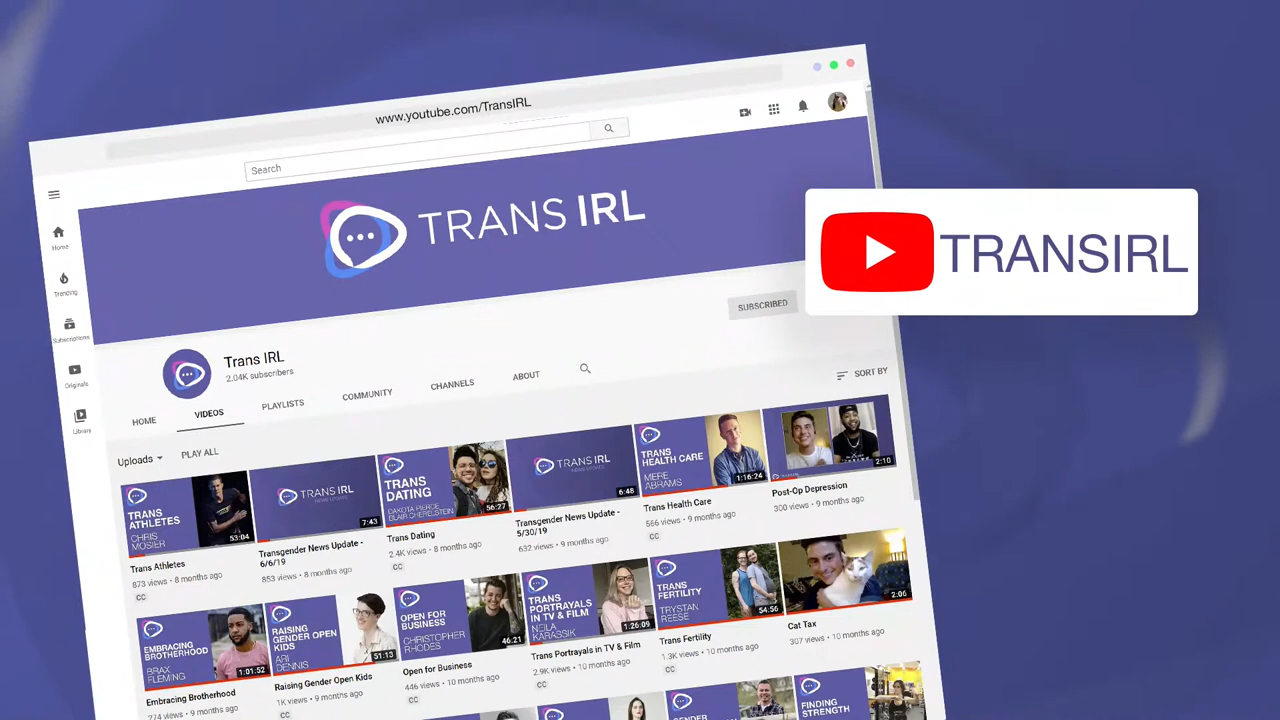 www.youtube.com/TransIRL
Search
TRANS IRL
TRANSIRL
Home
Trending
Subscriptions
Originals
Library
SUBSCRIBED
Trans IRL
2.04K subscribers
HOME
VIDEOS
PLAYLISTS
COMMUNITY
CHANNELS
ABOUT
SORT BY
Uploads
PLAY ALL
TRANS
ATHLETES
CHRIS
MOSIER
53:04
Trans Athletes
873 views • 8 months ago
CC
TRANS IRL
NEWS UPDATE
7:43
Transgender News Update -
6/6/19
853 views • 8 months ago
TRANS
DATING
DAKOTA PIERCE
BLAIR CHERELSTEIN
56:27
Trans Dating
2.4K views • 8 months ago
CC
TRANS IRL
NEWS UPDATE
6:48
Transgender News Update -
5/30/19
632 views • 9 months ago
TRANS
HEALTH CARE
MERE
ABRAMS
1:16:24
Trans Health Care
566 views • 9 months ago
CC
2:10
Post-Op Depression
300 views • 9 months ago
EMBRACING
BROTHERHOOD
BRAX
FLEMING
1:01:52
Embracing Brotherhood
274 views • 9 months ago
RAISING
GENDER OPEN
KIDS
ARI
DENNIS
51:13
Raising Gender Open Kids
1K views • 9 months ago
CC
OPEN FOR
BUSINESS
CHRISTOPHER
RHODES
46:21
Open for Business
446 views • 10 months ago
CC
TRANS
PORTRAYALS
IN TV & FILM
NEILA
KARASSIK
1:26:09
Trans Portrayals in TV & Film
2.9K views • 10 months ago
CC
TRANS
FERTILITY
TRYSTAN
REESE
54:56
Trans Fertility
1.3K views • 10 months ago
CC
2:06
Cat Tax
307 views • 10 months ago
GENDER
FINDING
STRENGTH